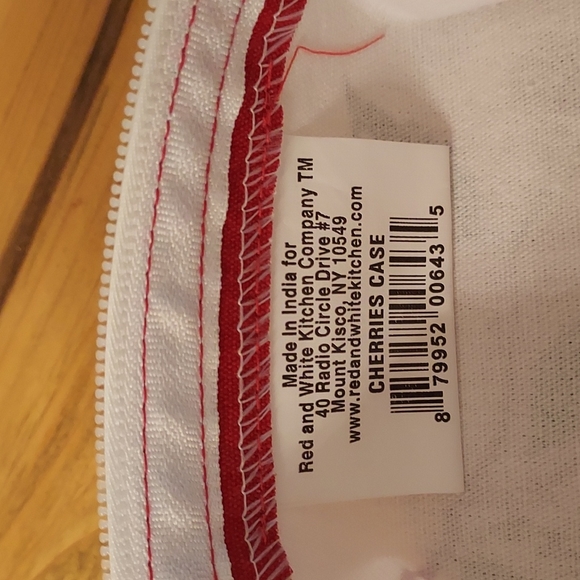 Made In India for
Red and White Kitchen Company TM
40 Radio Circle Drive #7
Mount Kisco, NY 10549
www.redandwhitekitchen.com
CHERRIES CASE
8 79952 00643 5